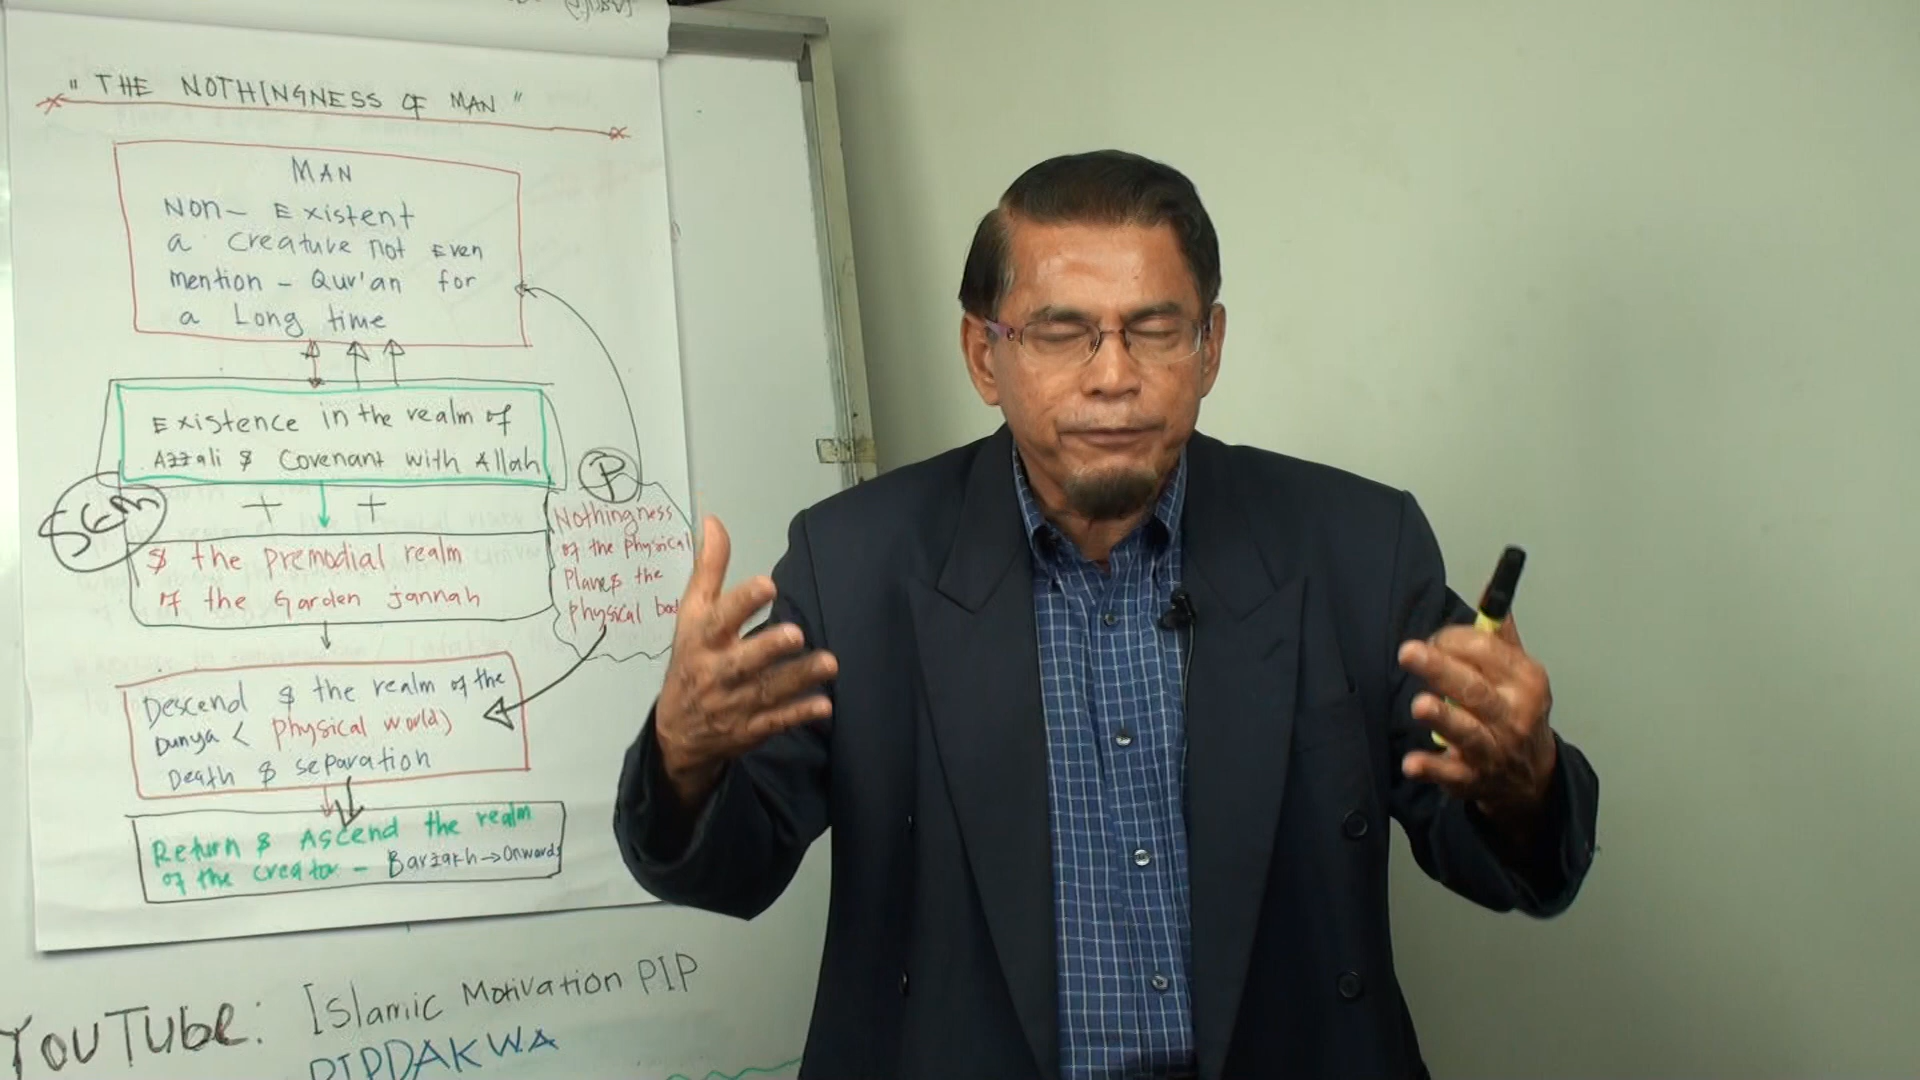 " THE NOTHINGNESS OF MAN "
MAN
Non- Existent
a creature not Even
mention - Qur'an for
a Long time
Existence in the realm of
Azzali & Covenant with Allah
SGM
+ +
& the premodial realm
of the Garden jannah
P
Nothingness
of the physical
Plane & the
physical bod
Descend & the realm of the
Dunya < physical world)
Death & separation
Return & Ascend the realm
of the creator - Barzakh → Onwards
YouTube: Islamic Motivation PIP
PIPDAKWA